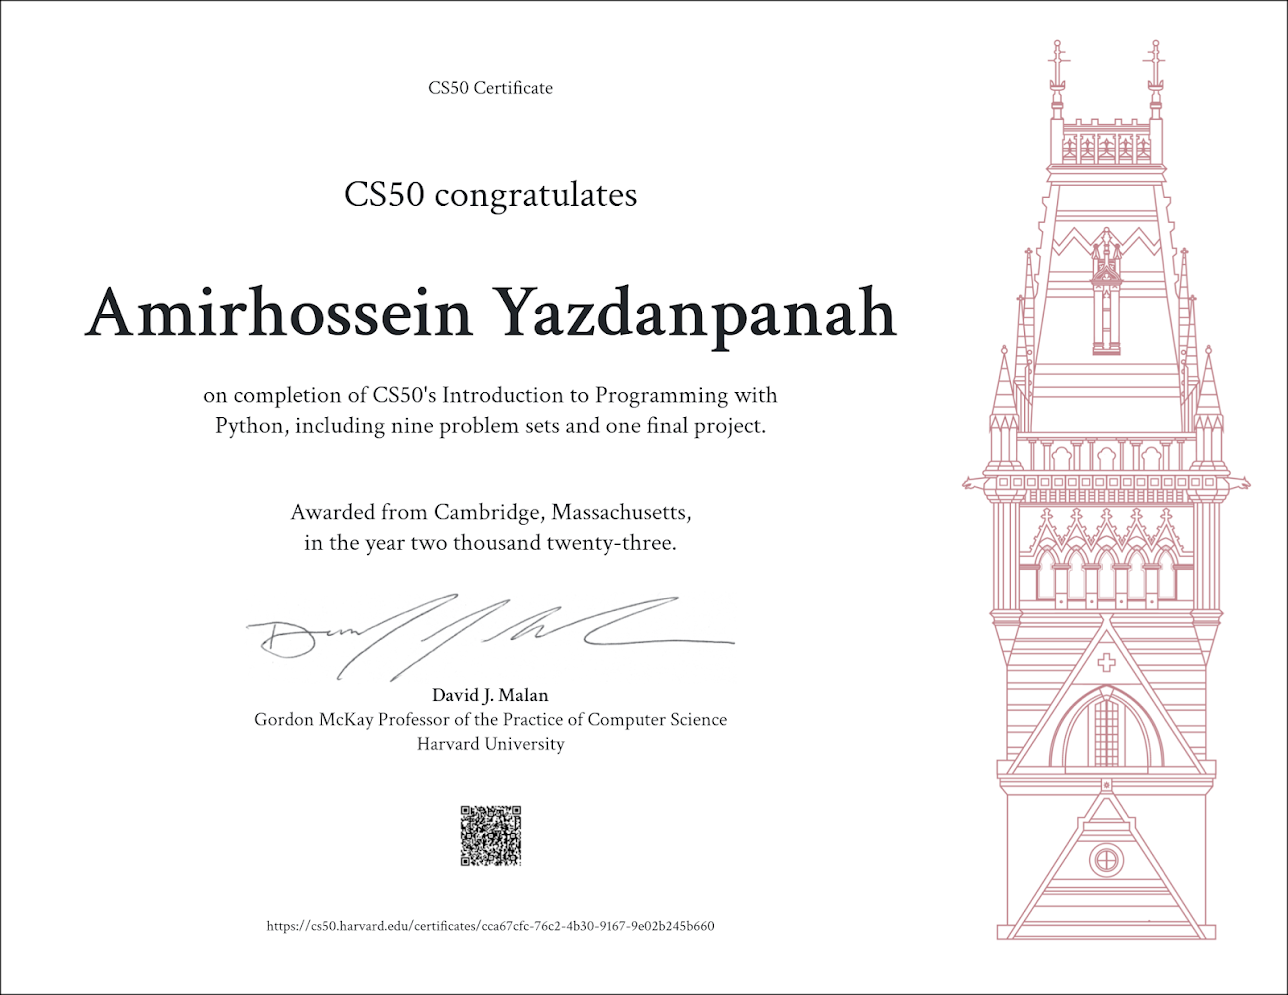 CS50 Certificate
CS50 congratulates
Amirhossein Yazdanpanah
on completion of CS50's Introduction to Programming with
Python, including nine problem sets and one final project.
Awarded from Cambridge, Massachusetts,
in the year two thousand twenty-three.
David J. Malan
Gordon McKay Professor of the Practice of Computer Science
Harvard University
https://cs50.harvard.edu/certificates/cca67cfc-76c2-4b30-9167-9e02b245b660